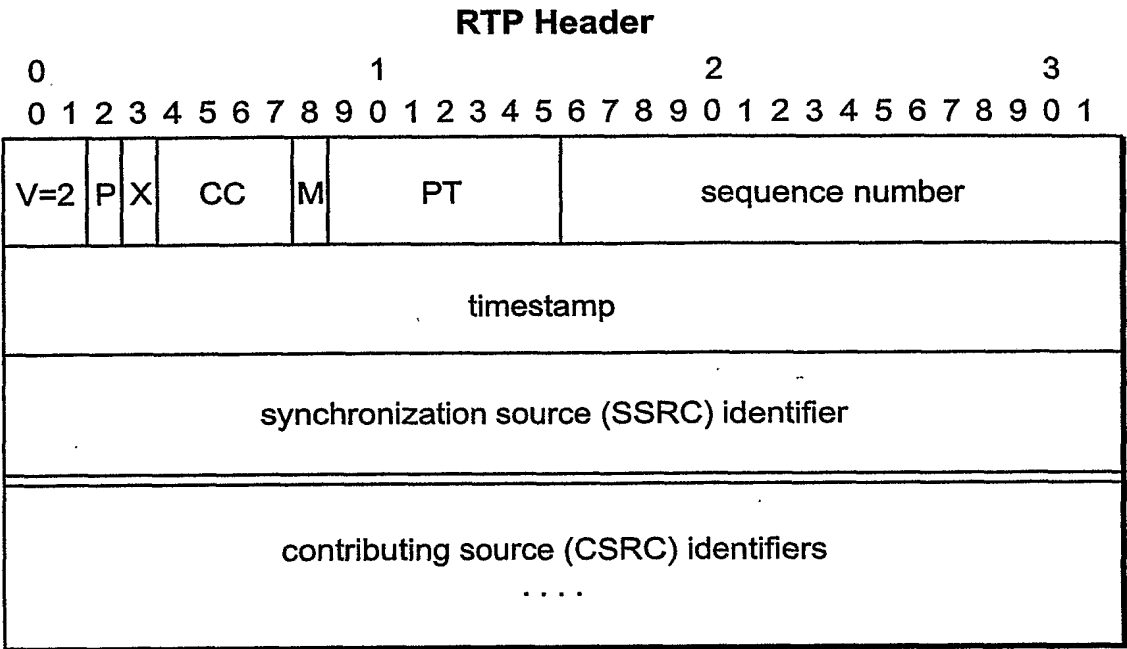 RTP Header
0 1 2 3
0 1 2 3 4 5 6 7 8 9 0 1 2 3 4 5 6 7 8 9 0 1 2 3 4 5 6 7 8 9 0 1
V=2 P X CC M PT sequence number
timestamp
synchronization source (SSRC) identifier
contributing source (CSRC) identifiers
....